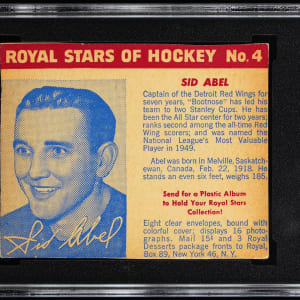 ROYAL STARS OF HOCKEY No. 4
SID ABEL
Captain of the Detroit Red Wings for
seven years, "Bootnose" has led his
team to two Stanley Cups. He has
been the All Star center for two years;
ranks second among the all-time Red
Wing scorers; and was named the
National League's Most Valuable
Player in 1949.
Abel was born in Melville, Saskatch-
ewan, Canada, Feb. 22, 1918. He
stands an even six feet, weighs 185.
Send for a Plastic Album
to Hold Your Royal Stars
Collection!
Eight clear envelopes, bound with
colorful cover; displays 16 photo-
graphs. Mail 15¢ and 3 Royal
Desserts package fronts to Royal,
Box 89, New York 46, N. Y.
Sid Abel